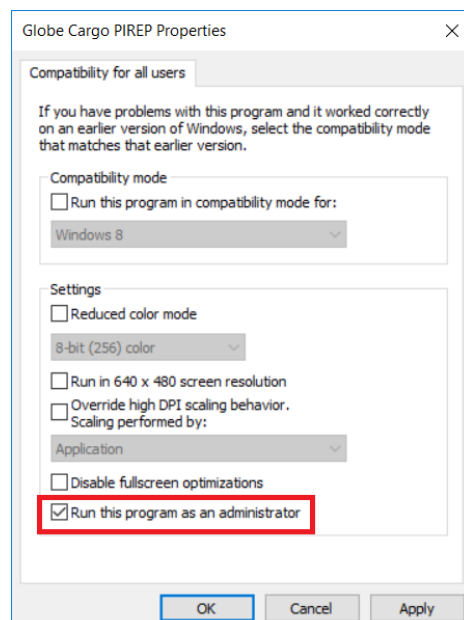 Globe Cargo PIREP Properties
Compatibility for all users
If you have problems with this program and it worked correctly
on an earlier version of Windows, select the compatibility mode
that matches that earlier version.
Compatibility mode
Run this program in compatibility mode for:
Windows 8
Settings
Reduced color mode
8-bit (256) color
Run in 640 x 480 screen resolution
Override high DPI scaling behavior.
Scaling performed by:
Application
Disable fullscreen optimizations
Run this program as an administrator
OK Cancel Apply